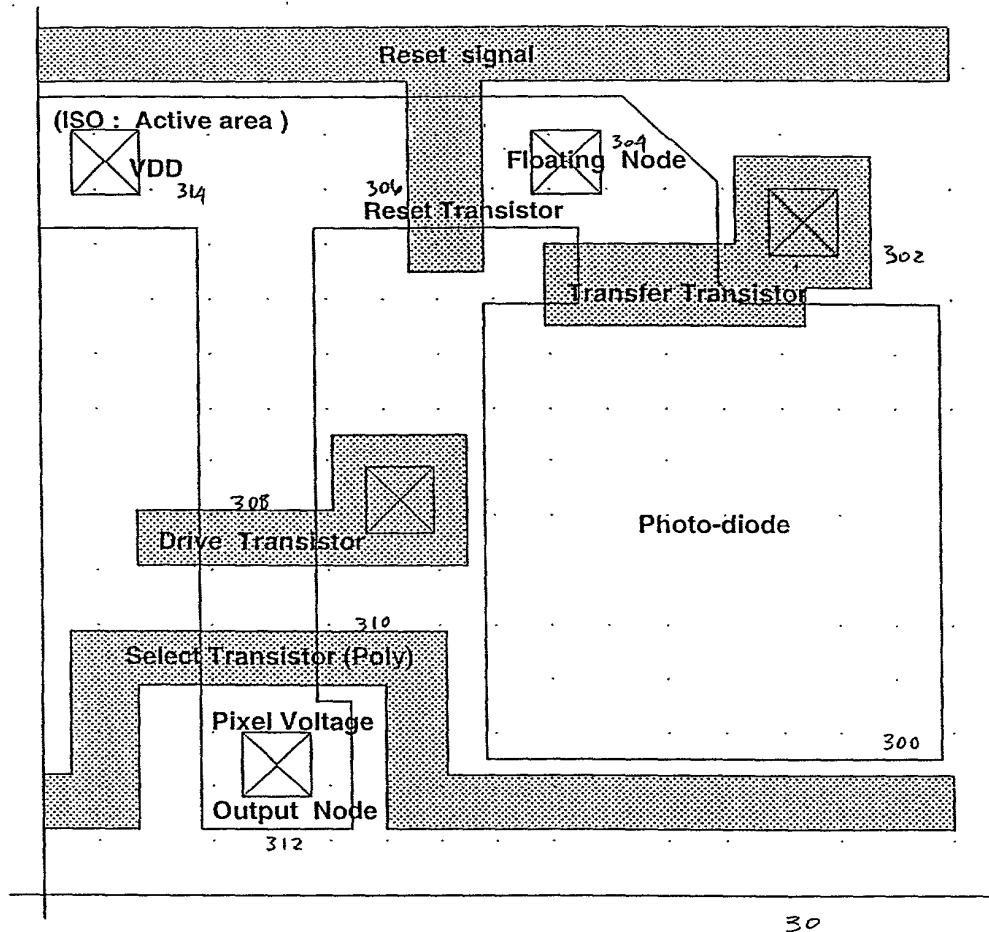 Reset signal
(ISO : Active area )
304
VDD
Floating Node
314
306
Reset Transistor
302
Transfer Transistor
308
Photo-diode
Drive Transistor
310
Select Transistor (Poly)
Pixel Voltage
300
Output Node
312
30